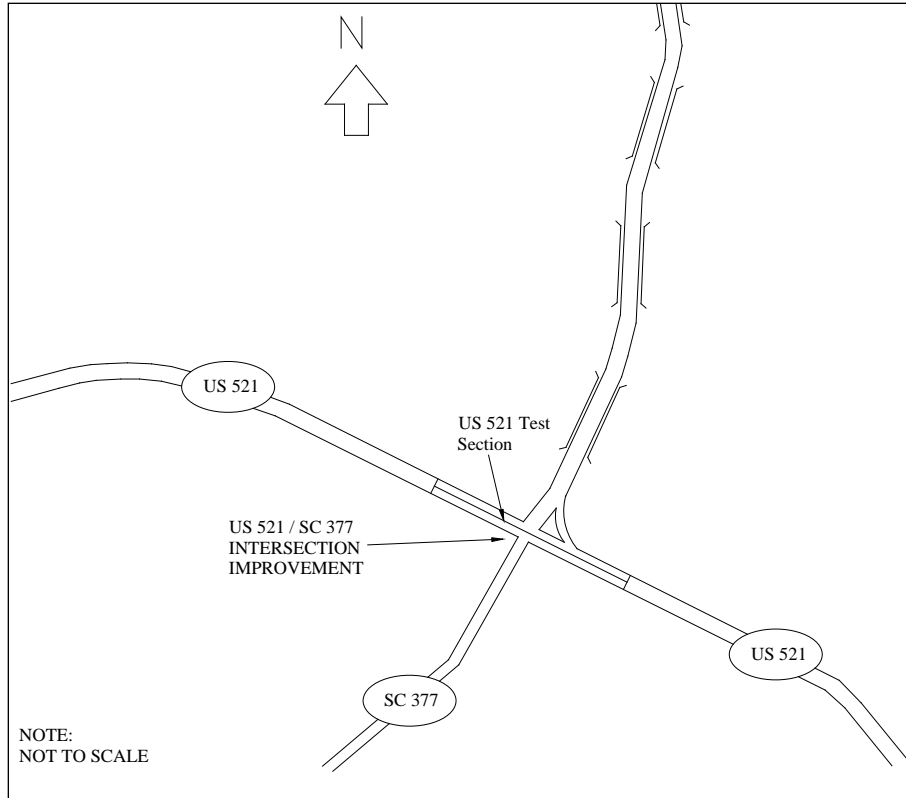 N
US 521
US 521 Test
Section
US 521 / SC 377
INTERSECTION
IMPROVEMENT
US 521
SC 377
NOTE:
NOT TO SCALE